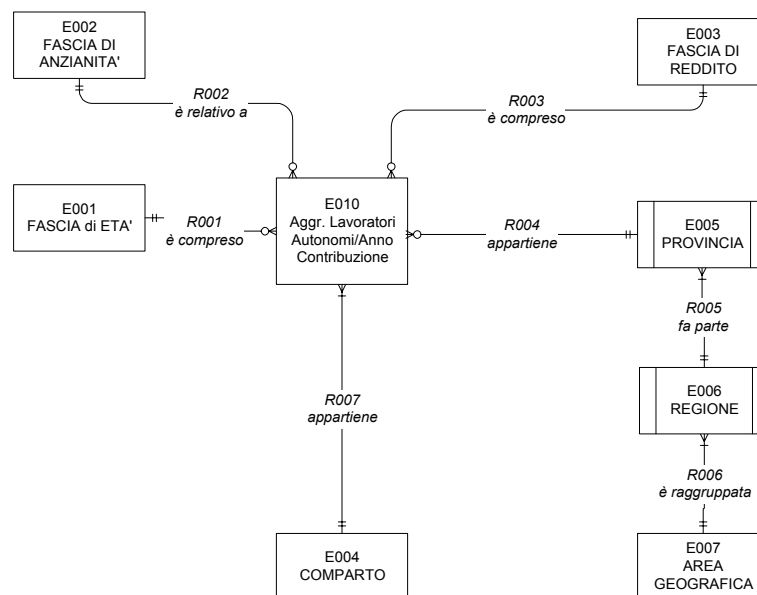 E002
FASCIA DI
ANZIANITA'
E003
FASCIA DI
REDDITO
R002
è relativo a
R003
è compreso
E001
FASCIA di ETA'
R001
è compreso
E010
Aggr. Lavoratori
Autonomi/Anno
Contribuzione
R004
appartiene
E005
PROVINCIA
R005
fa parte
R007
appartiene
E006
REGIONE
R006
è raggruppata
E004
COMPARTO
E007
AREA
GEOGRAFICA